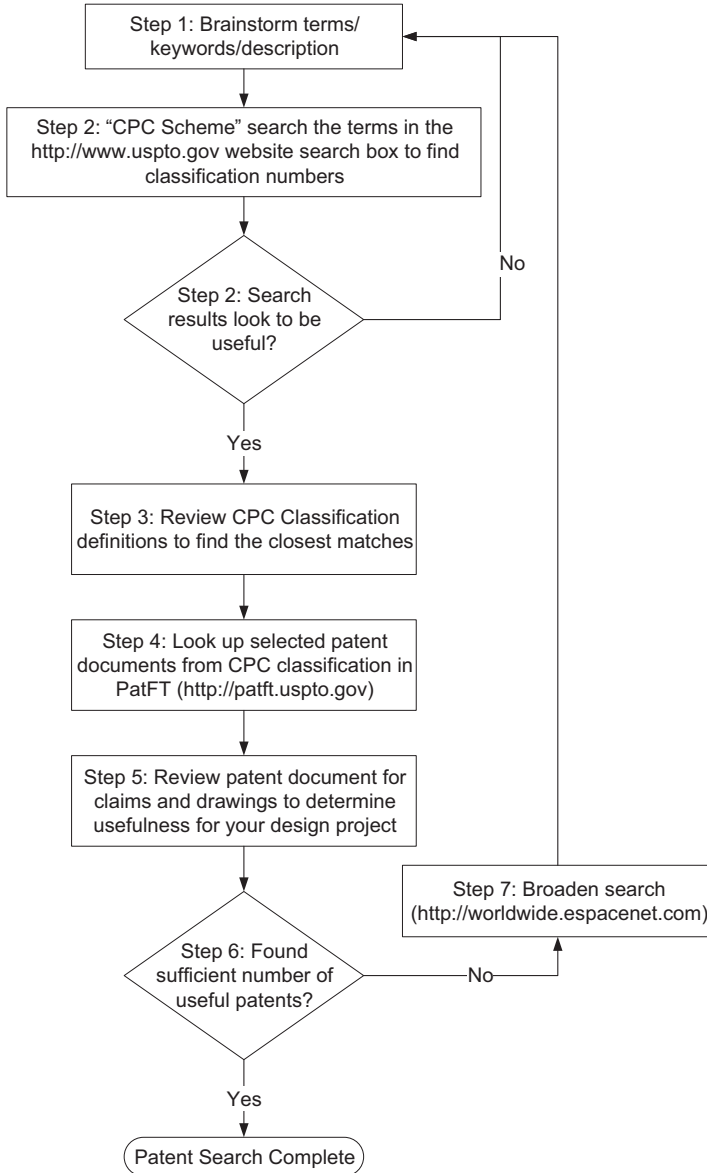 Step 1: Brainstorm terms/
keywords/description
Step 2: “CPC Scheme” search the terms in the
http://www.uspto.gov website search box to find
classification numbers
No
Step 2: Search
results look to be
useful?
Yes
Step 3: Review CPC Classification
definitions to find the closest matches
Step 4: Look up selected patent
documents from CPC classification in
PatFT (http://patft.uspto.gov)
Step 5: Review patent document for
claims and drawings to determine
usefulness for your design project
Step 6: Found
sufficient number of
useful patents?
No
Step 7: Broaden search
(http://worldwide.espacenet.com)
Yes
Patent Search Complete